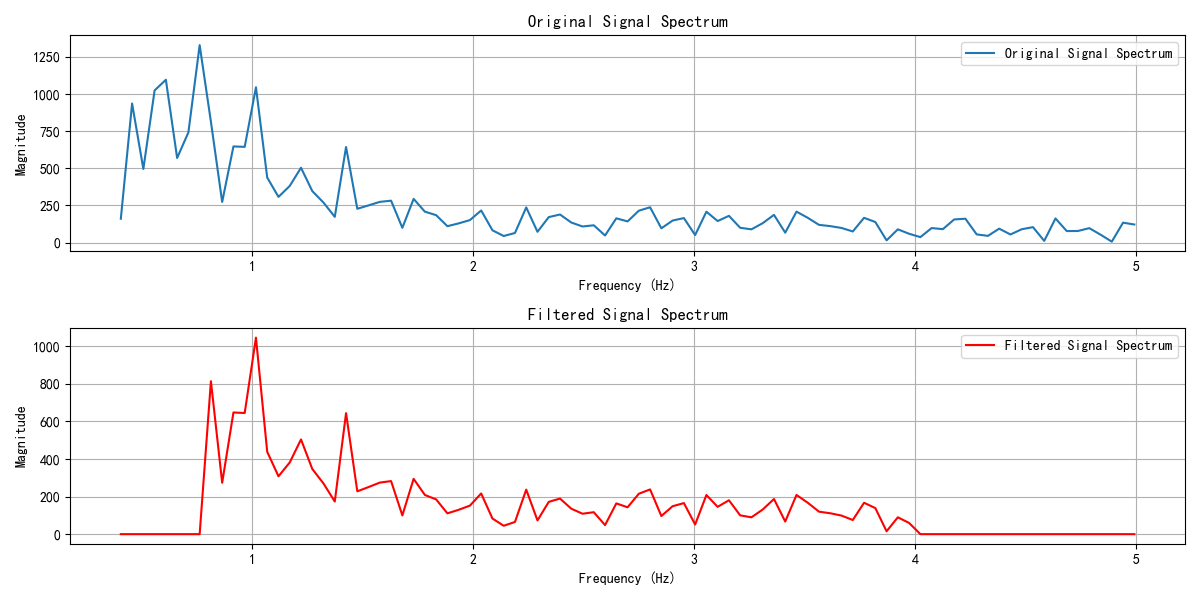 Original Signal Spectrum
Original Signal Spectrum
Magnitude
1250
1000
750
500
250
0
1 2 3 4 5
Frequency (Hz)
Filtered Signal Spectrum
Filtered Signal Spectrum
Magnitude
1000
800
600
400
200
0
1 2 3 4 5
Frequency (Hz)